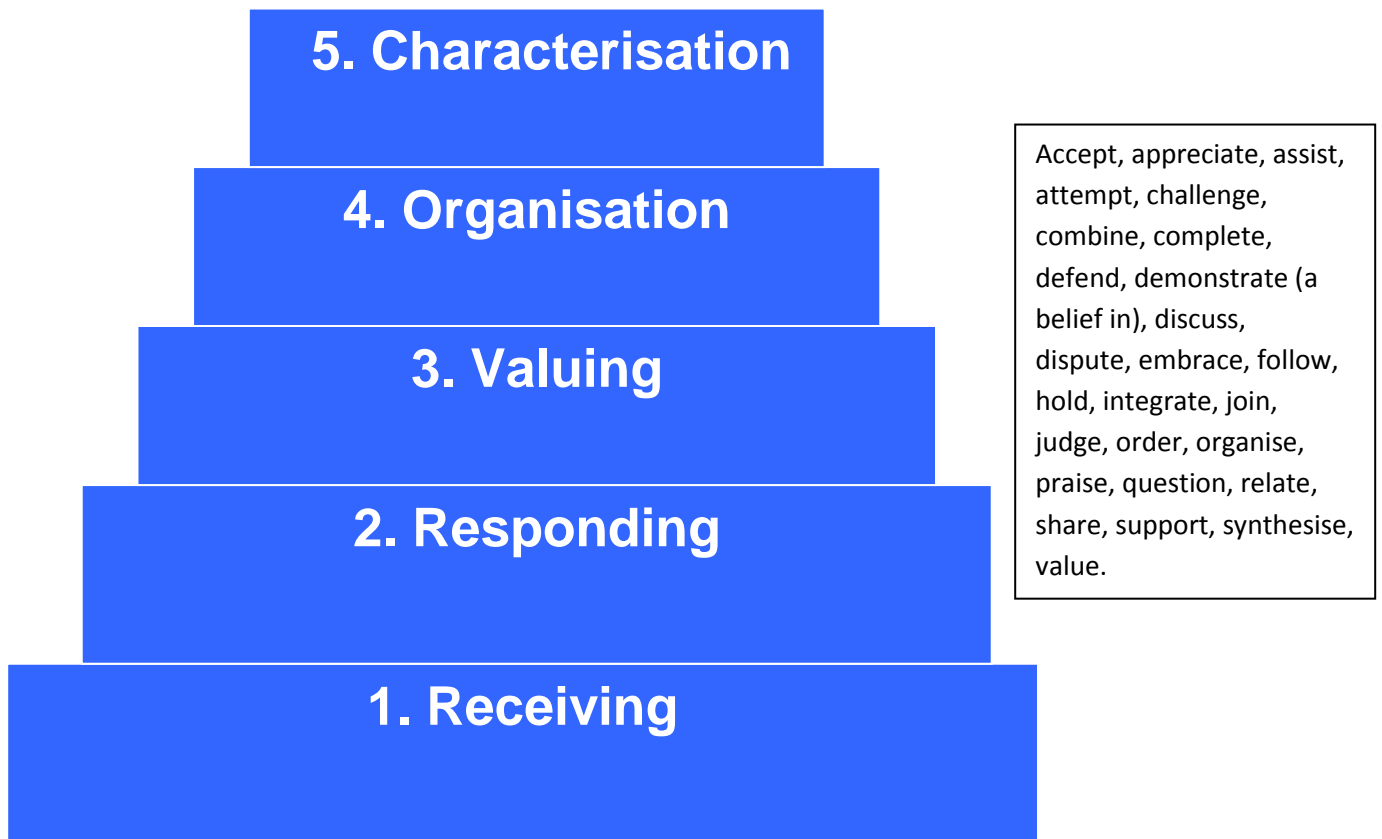 5. Characterisation
4. Organisation
3. Valuing
2. Responding
1. Receiving
Accept, appreciate, assist,
attempt, challenge,
combine, complete,
defend, demonstrate (a
belief in), discuss,
dispute, embrace, follow,
hold, integrate, join,
judge, order, organise,
praise, question, relate,
share, support, synthesise,
value.